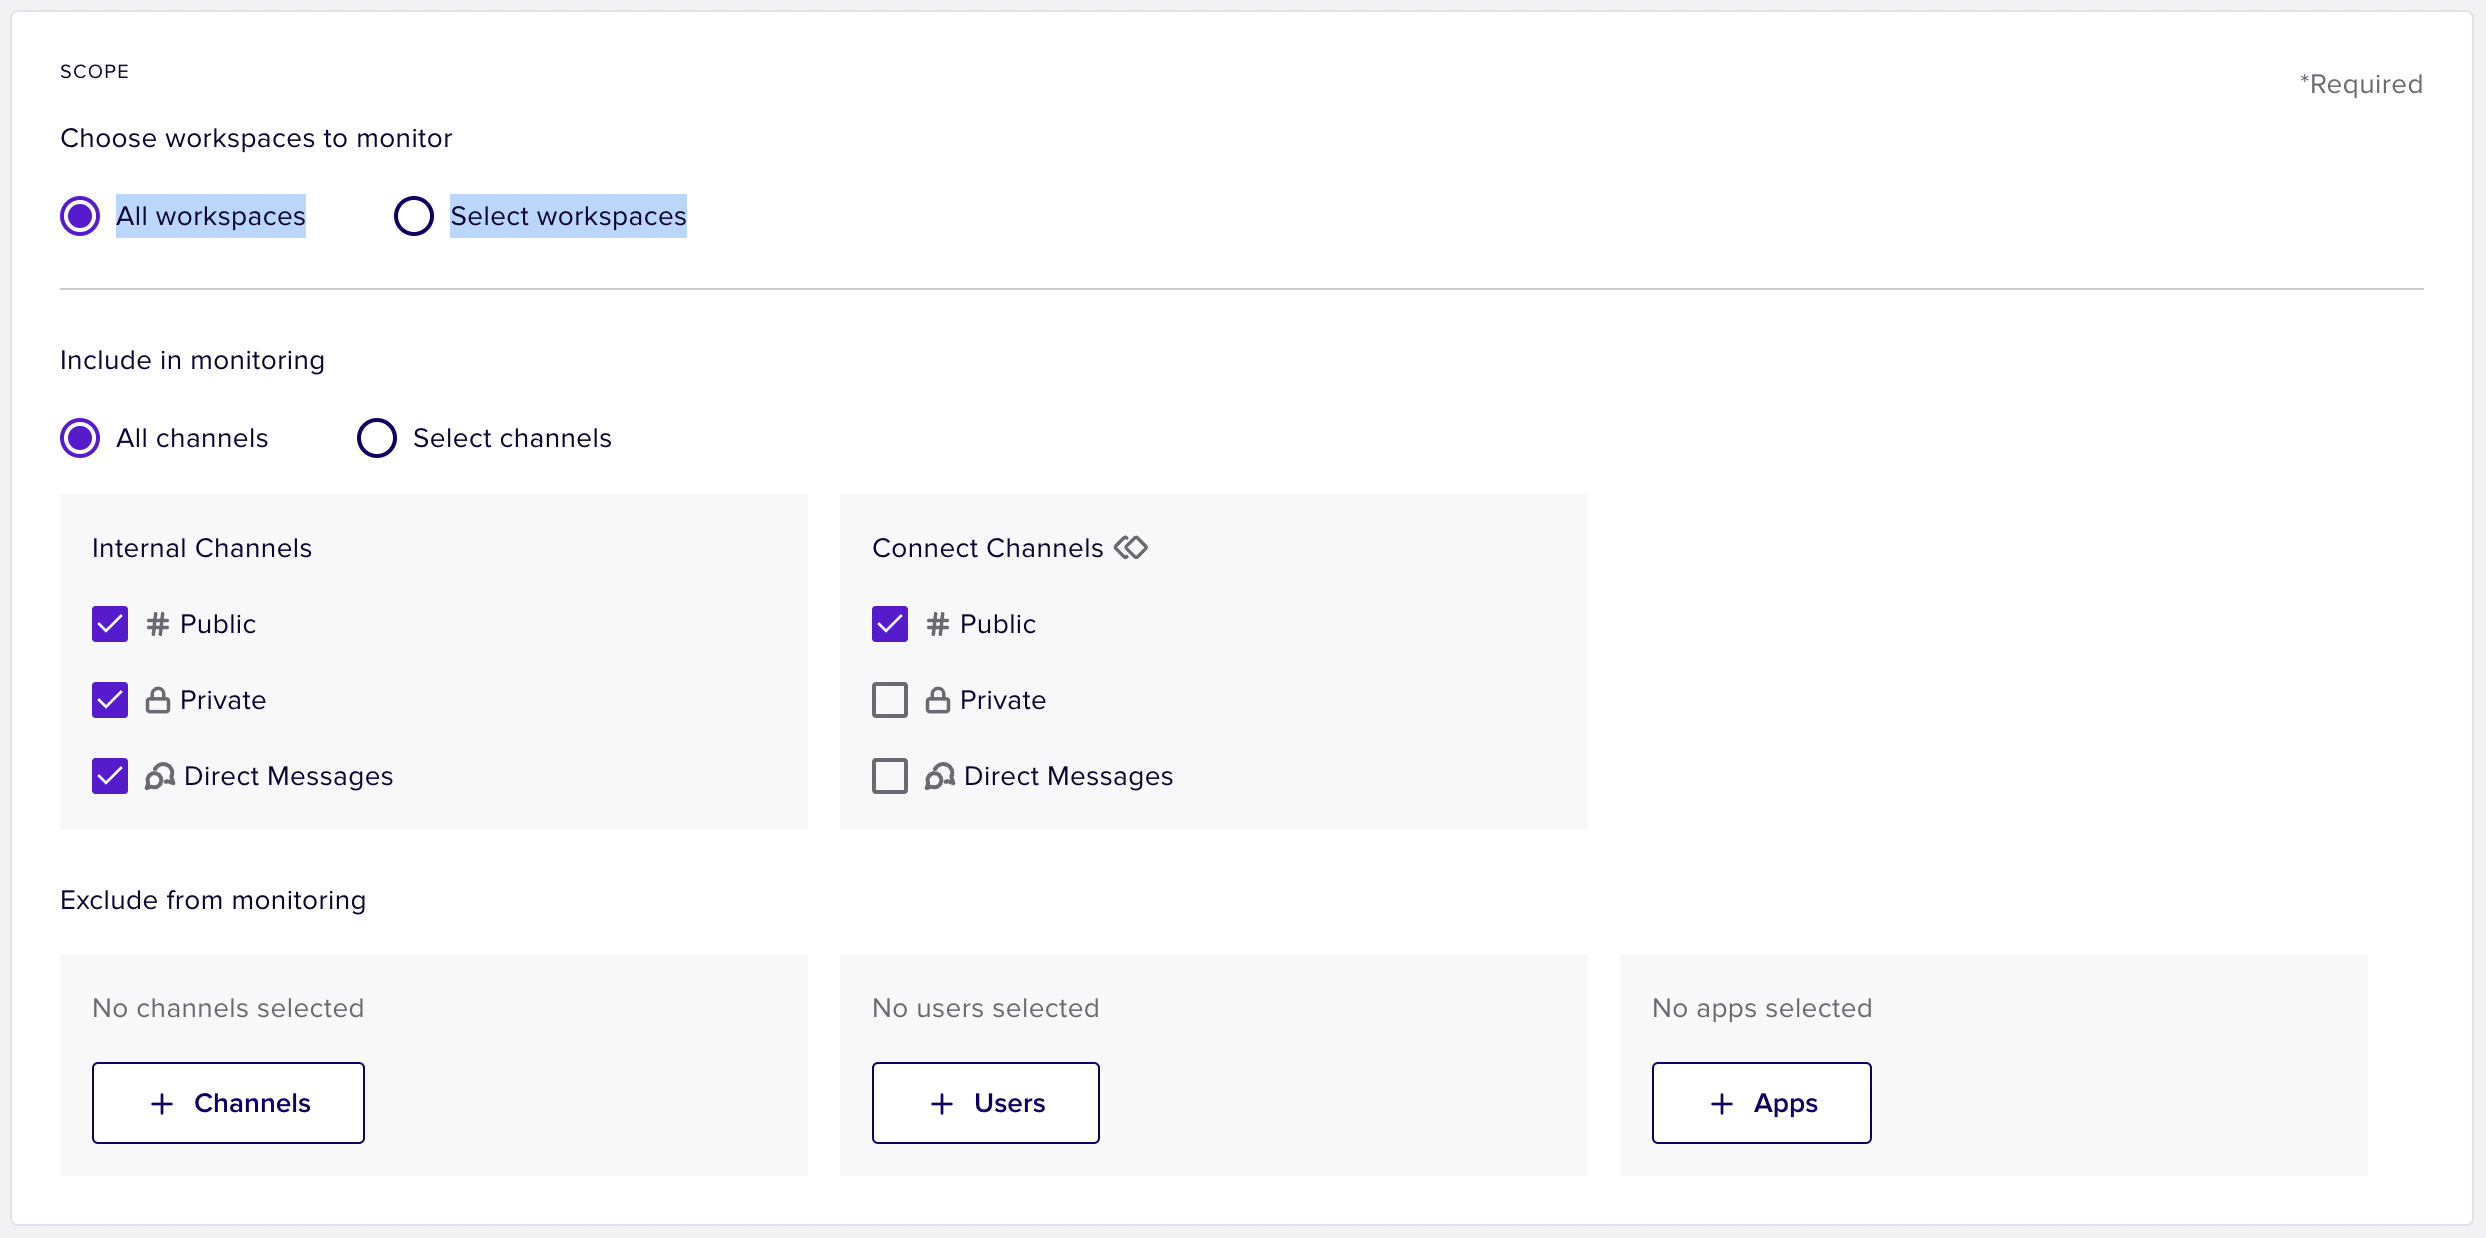 SCOPE
*Required
Choose workspaces to monitor
All workspaces Select workspaces
Include in monitoring
All channels Select channels
Internal Channels
# Public
Private
Direct Messages
Connect Channels
# Public
Private
Direct Messages
Exclude from monitoring
No channels selected
+ Channels
No users selected
+ Users
No apps selected
+ Apps